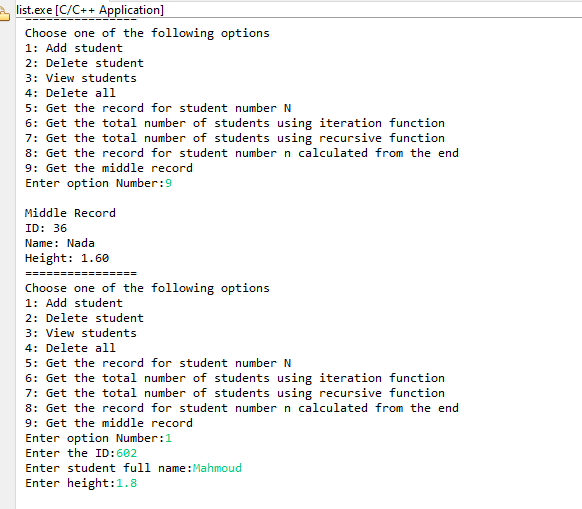 list.exe [C/C++ Application]
================
Choose one of the following options
1: Add student
2: Delete student
3: View students
4: Delete all
5: Get the record for student number N
6: Get the total number of students using iteration function
7: Get the total number of students using recursive function
8: Get the record for student number n calculated from the end
9: Get the middle record
Enter option Number:9
Middle Record
ID: 36
Name: Nada
Height: 1.60
================
Choose one of the following options
1: Add student
2: Delete student
3: View students
4: Delete all
5: Get the record for student number N
6: Get the total number of students using iteration function
7: Get the total number of students using recursive function
8: Get the record for student number n calculated from the end
9: Get the middle record
Enter option Number:1
Enter the ID:602
Enter student full name:Mahmoud
Enter height:1.8